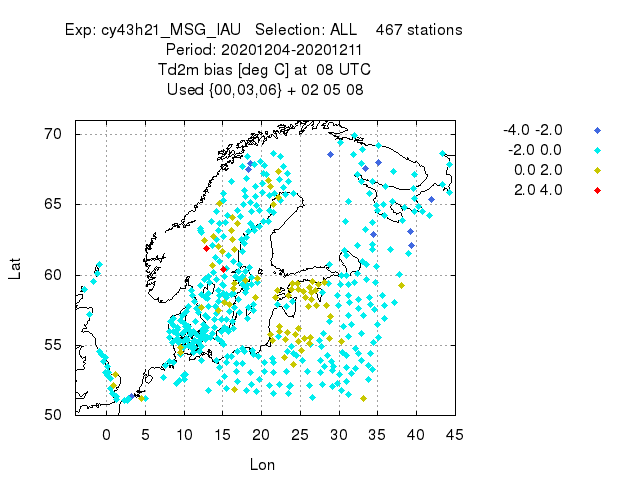 Exp: cy43h21_MSG_IAU Selection: ALL 467 stations
Period: 20201204-20201211
Td2m bias [deg C] at 08 UTC
Used {00,03,06} + 02 05 08
70
65
60
55
50
Lat
0 5 10 15 20 25 30 35 40 45
Lon
-4.0 -2.0
-2.0 0.0
0.0 2.0
2.0 4.0